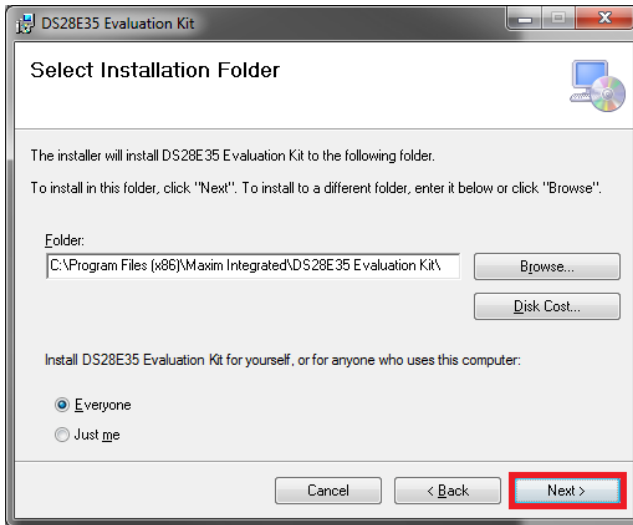 DS28E35 Evaluation Kit
Select Installation Folder
The installer will install DS28E35 Evaluation Kit to the following folder.
To install in this folder, click "Next". To install to a different folder, enter it below or click "Browse".
Folder:
C:\Program Files (x86)\Maxim Integrated\DS28E35 Evaluation Kit\
Browse...
Disk Cost...
Install DS28E35 Evaluation Kit for yourself, or for anyone who uses this computer:
Everyone
Just me
Cancel
< Back
Next >